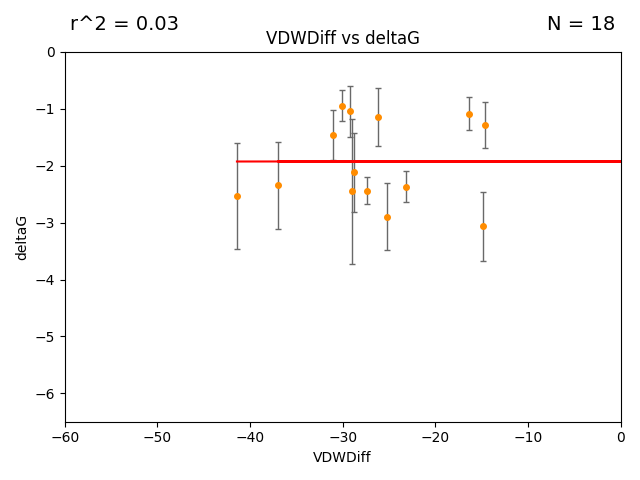 r^2 = 0.03
N = 18
VDWDiff vs deltaG
0
−1
−2
−3
−4
−5
−6
deltaG
−60 −50 −40 −30 −20 −10 0
VDWDiff